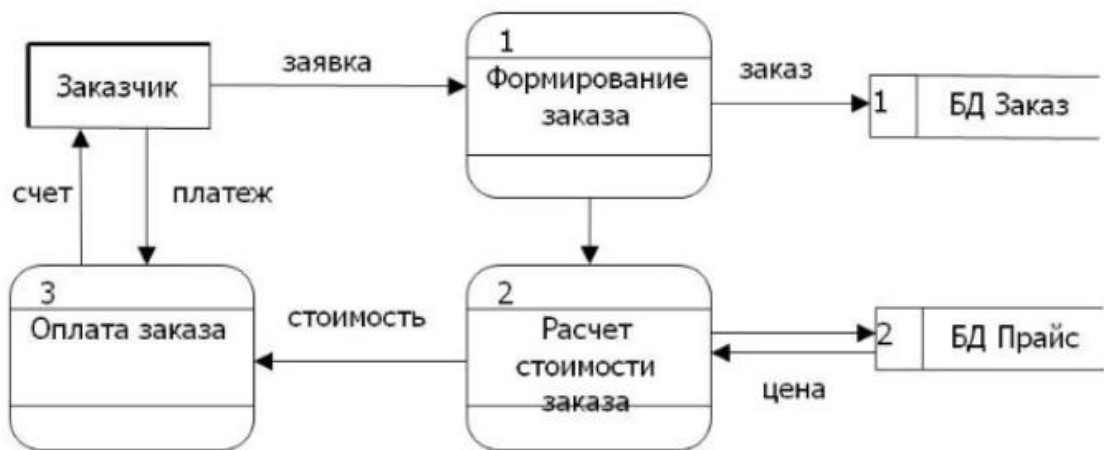 1
Заказчик
заявка
Формирование
заказа
заказ
1
БД Заказ
счет
платеж
3
Оплата заказа
стоимость
2
Расчет
стоимости
заказа
2
БД Прайс
цена